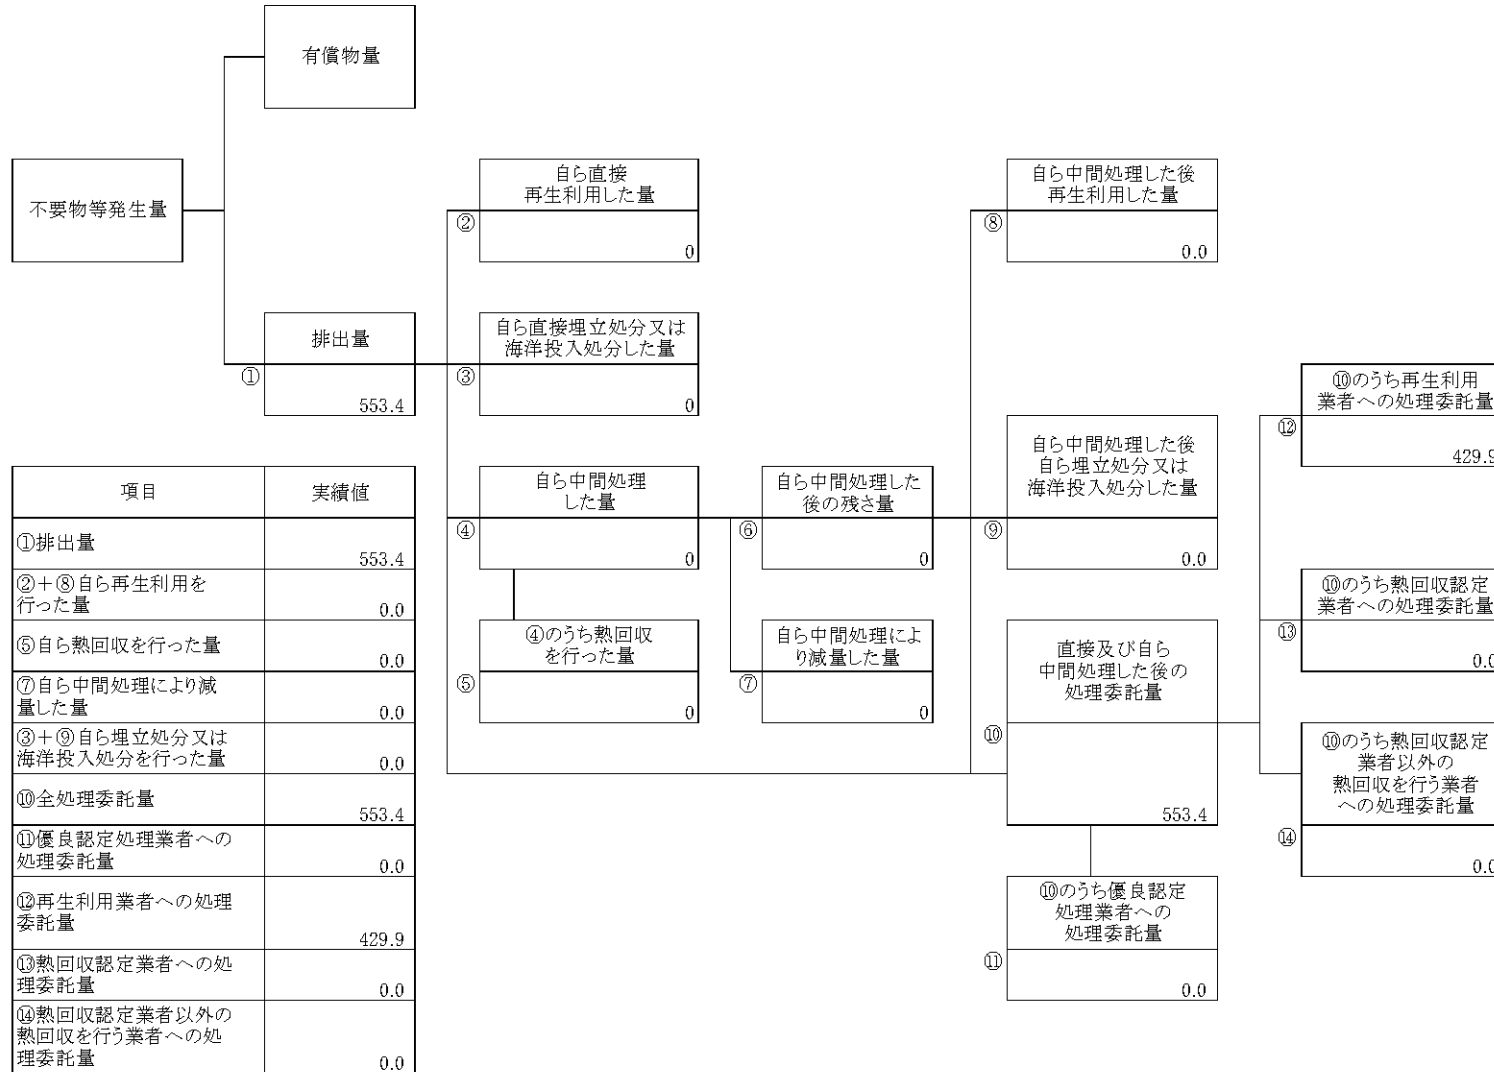 有償物量
不要物等発生量
自ら直接
再生利用した量
②
0
自ら中間処理した後
再生利用した量
⑧
0.0
排出量
①
553.4
自ら直接埋立処分又は
海洋投入処分した量
③
0
⑩のうち再生利用
業者への処理委託量
⑫
429.9
自ら中間処理
した量
④
0
自ら中間処理した
後の残さ量
⑥
0
自ら中間処理した後
自ら埋立処分又は
海洋投入処分した量
⑨
0.0
⑩のうち熱回収認定
業者への処理委託量
⑬
0.0
④のうち熱回収
を行った量
⑤
0
自ら中間処理によ
り減量した量
⑦
0
直接及び自ら
中間処理した後の
処理委託量
⑩
553.4
⑩のうち熱回収認定
業者以外の
熱回収を行う業者
への処理委託量
⑭
0.0
⑩のうち優良認定
処理業者への
処理委託量
⑪
0.0
項目 実績値
①排出量
553.4
②＋⑧自ら再生利用を
行った量
0.0
⑤自ら熱回収を行った量
0.0
⑦自ら中間処理により減
量した量
0.0
③＋⑨自ら埋立処分又は
海洋投入処分を行った量
0.0
⑩全処理委託量
553.4
⑪優良認定処理業者への
処理委託量
0.0
⑫再生利用業者への処理
委託量
429.9
⑬熱回収認定業者への処
理委託量
0.0
⑭熱回収認定業者以外の
熱回収を行う業者への処
理委託量
0.0